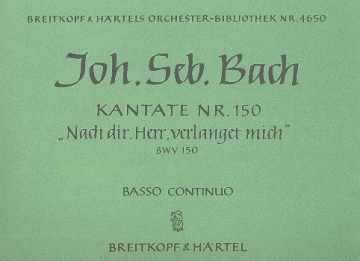 BREITKOPF & HÄRTELS ORCHESTER-BIBLIOTHEK NR. 4650
Joh. Seb. Bach
KANTATE NR. 150
„Nach dir, Herr, verlanget mich"
BWV 150
BASSO CONTINUO
BREITKOPF & HÄRTEL